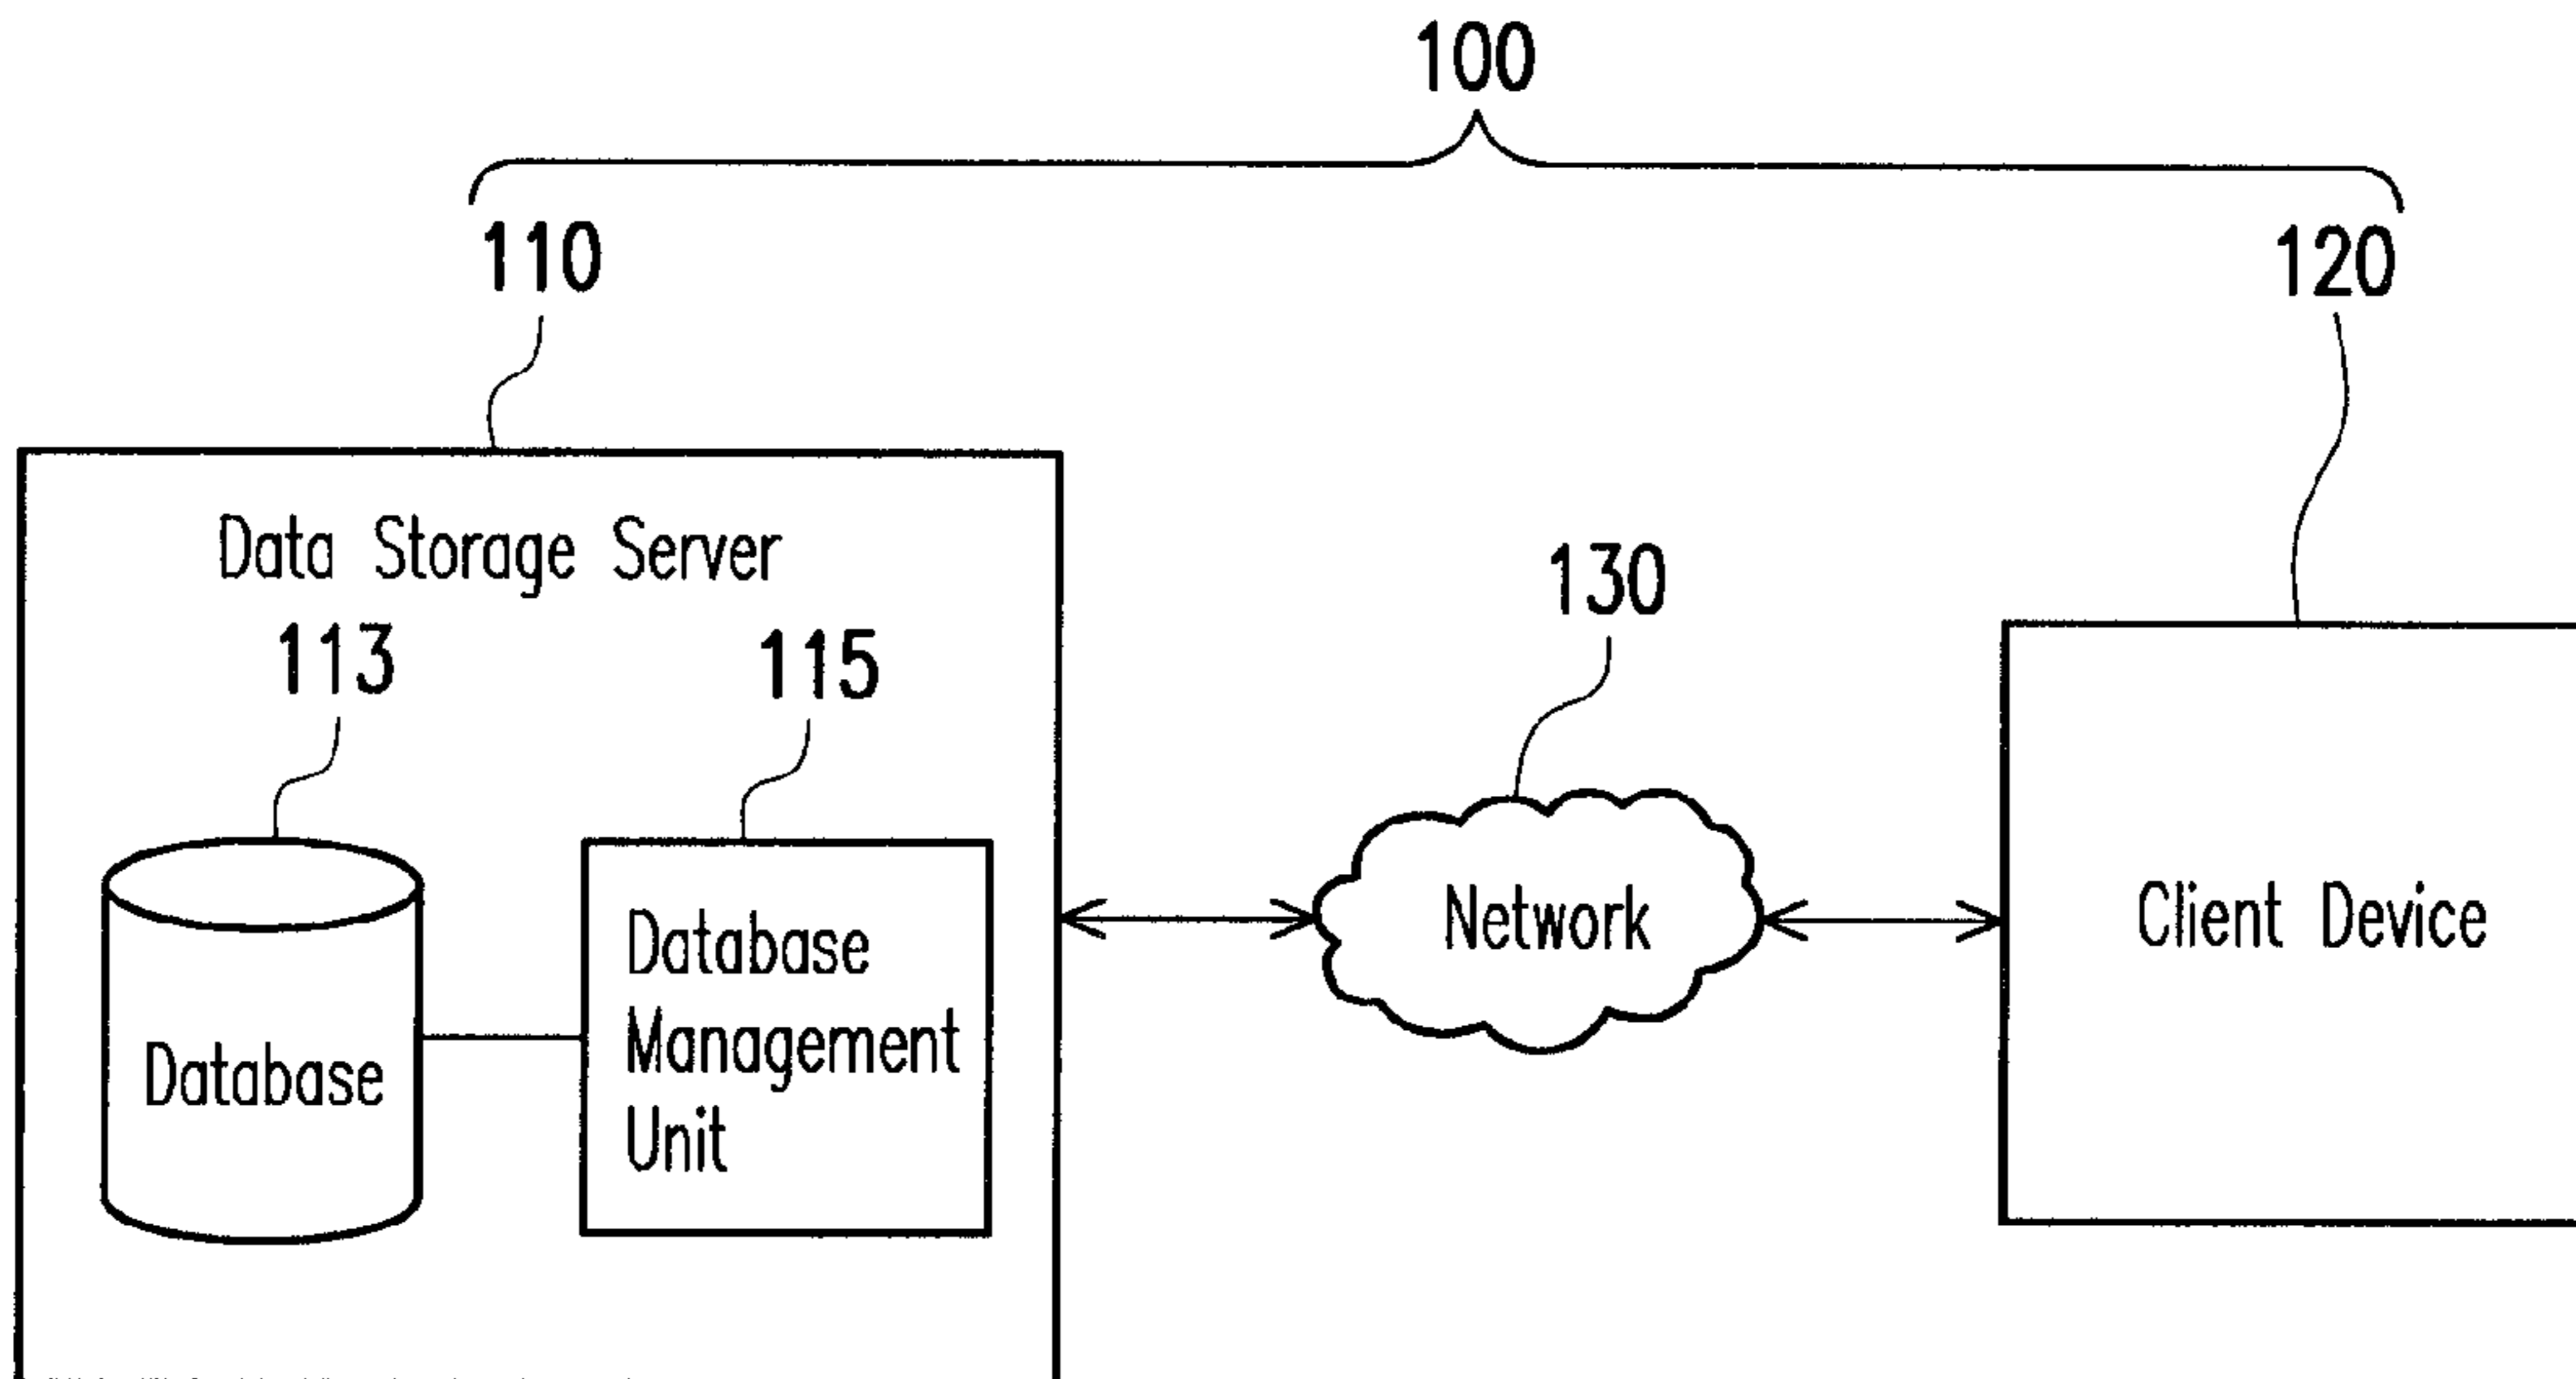 100
110
120
Data Storage Server
113
115
130
Database
Management
Unit
Database
Network
Client Device